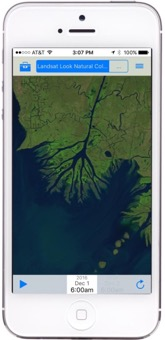 ●●○○○ AT&T 3:07 PM 100%
Landsat Look Natural Col...
...
2016
Dec 1
6:00am